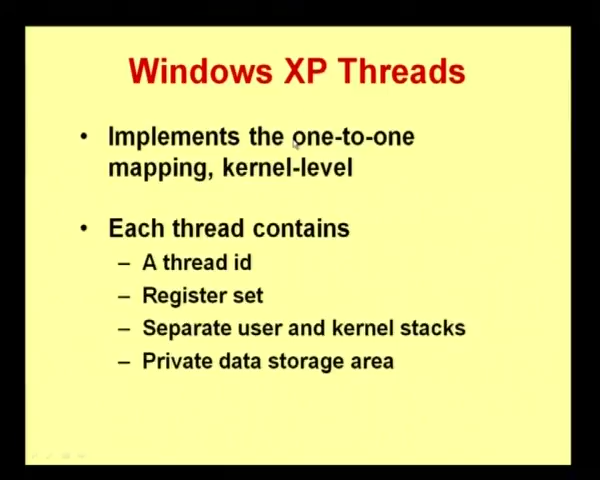 Windows XP Threads
• Implements the one-to-one
mapping, kernel-level
• Each thread contains
– A thread id
– Register set
– Separate user and kernel stacks
– Private data storage area